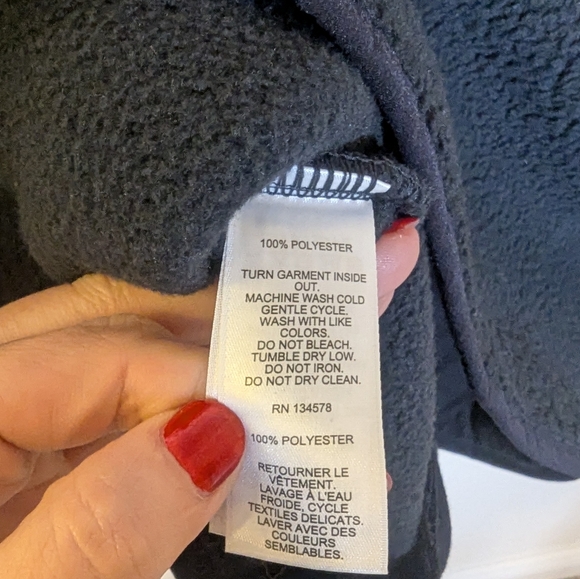 100% POLYESTER
TURN GARMENT INSIDE
OUT.
MACHINE WASH COLD
GENTLE CYCLE.
WASH WITH LIKE
COLORS.
DO NOT BLEACH.
TUMBLE DRY LOW.
DO NOT IRON.
DO NOT DRY CLEAN.
RN 134578
100% POLYESTER
RETOURNER LE
VÊTEMENT.
LAVAGE À L'EAU
FROIDE, CYCLE
TEXTILES DELICATS.
LAVER AVEC DES
COULEURS
SEMBLABLES.